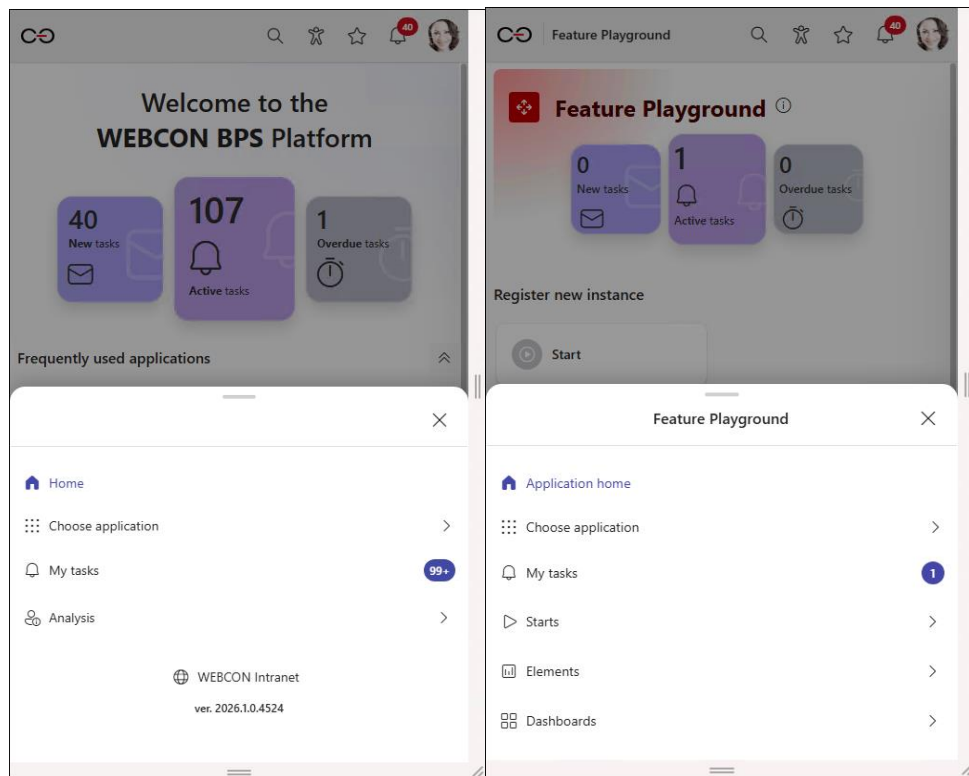 40
Welcome to the
WEBCON BPS Platform
40
New tasks
107
Active tasks
1
Overdue tasks
Frequently used applications
Home
Choose application
My tasks
99+
Analysis
WEBCON Intranet
ver. 2026.1.0.4524
Feature Playground
40
Feature Playground
0
New tasks
1
Active tasks
0
Overdue tasks
Register new instance
Start
Feature Playground
Application home
Choose application
My tasks
1
Starts
Elements
Dashboards